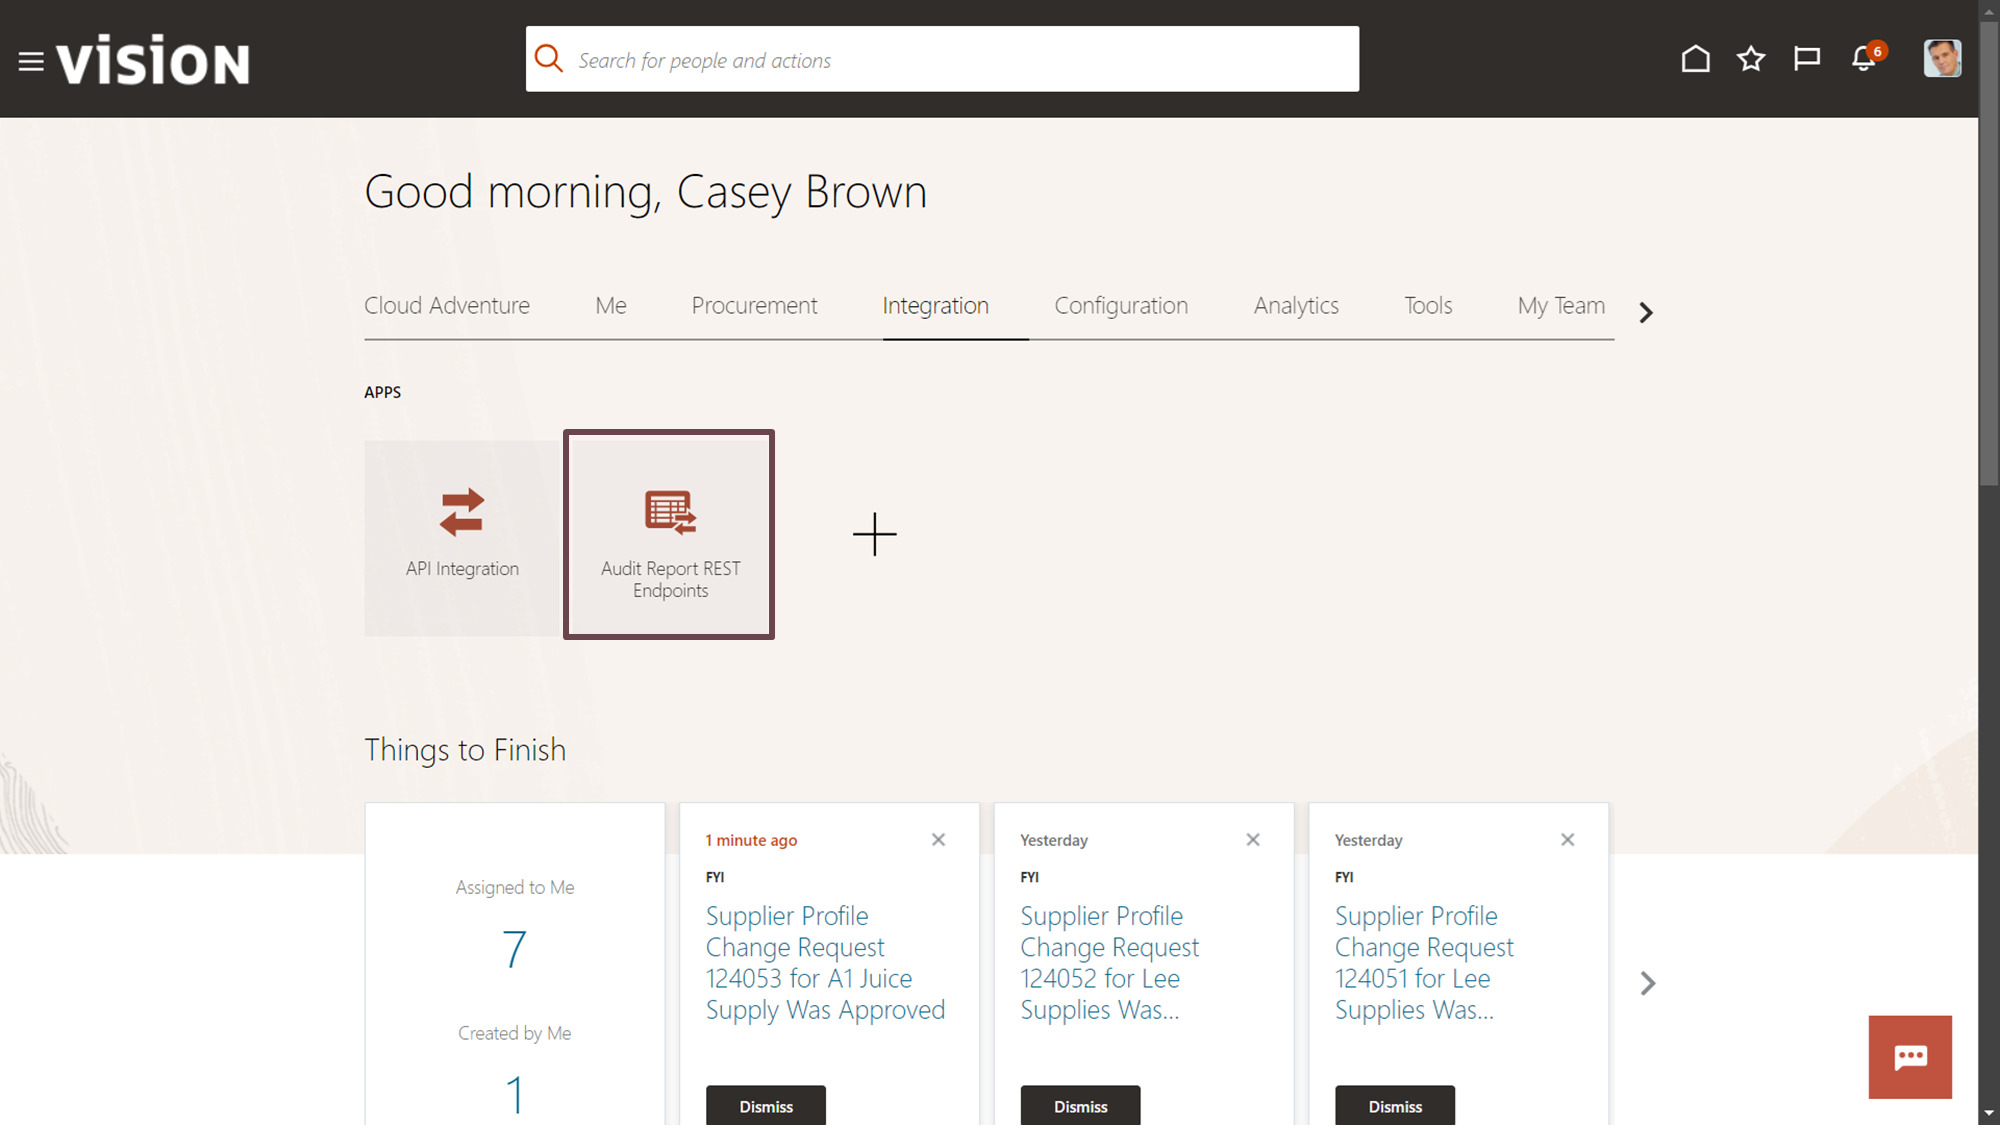 vision
Search for people and actions
6
Good morning, Casey Brown
Cloud Adventure
Me
Procurement
Integration
Configuration
Analytics
Tools
My Team
APPS
API Integration
Audit Report REST
Endpoints
Things to Finish
Assigned to Me
7
Created by Me
1
1 minute ago
FYI
Supplier Profile
Change Request
124053 for A1 Juice
Supply Was Approved
Dismiss
Yesterday
FYI
Supplier Profile
Change Request
124052 for Lee
Supplies Was...
Dismiss
Yesterday
FYI
Supplier Profile
Change Request
124051 for Lee
Supplies Was...
Dismiss